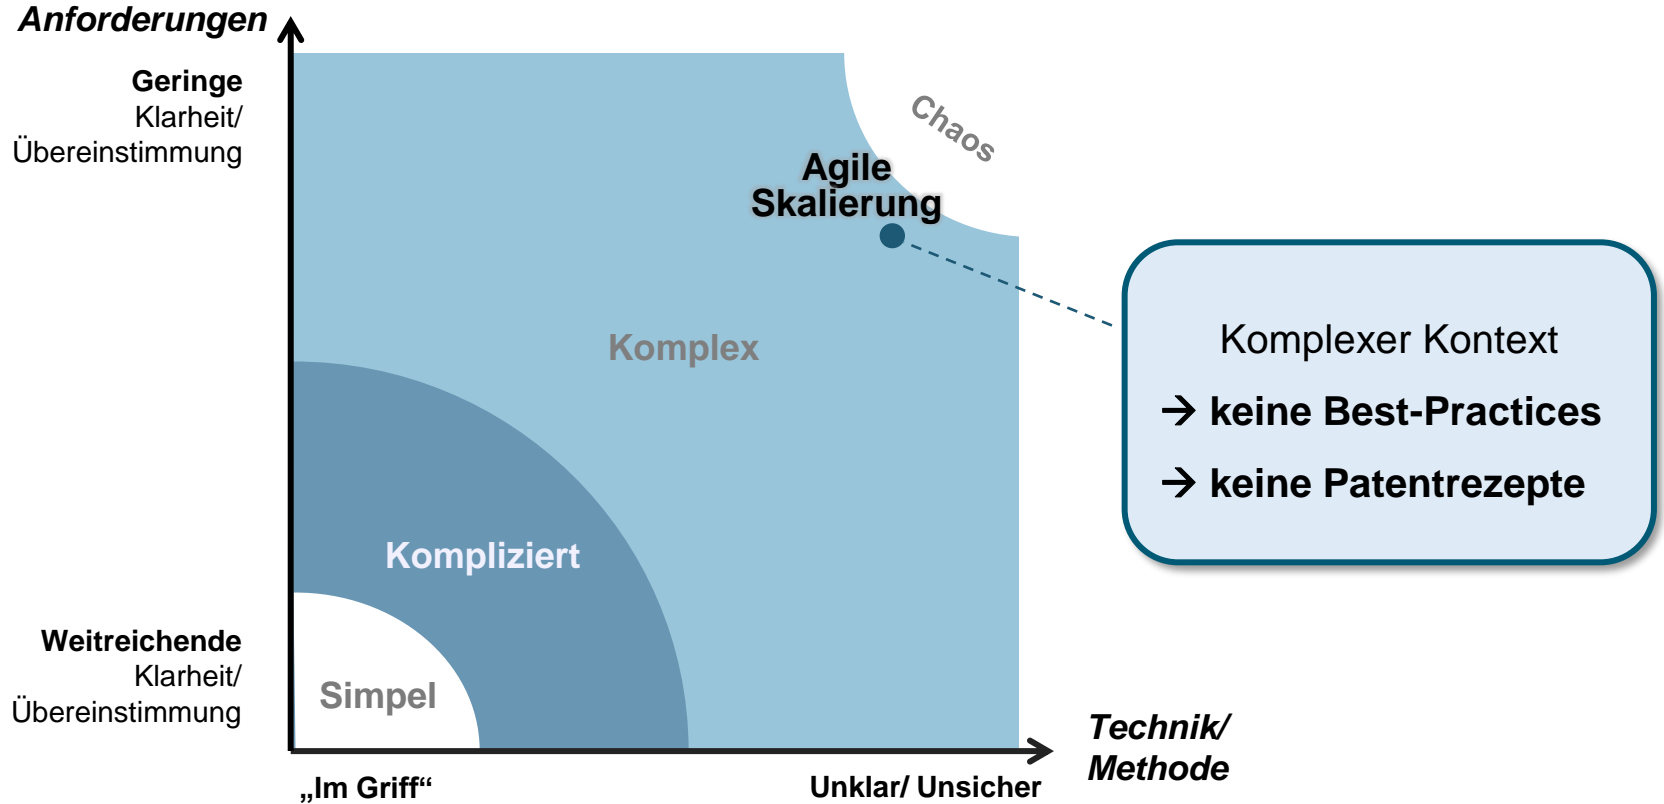 Anforderungen
Geringe
Klarheit/
Übereinstimmung
Chaos
Agile
Skalierung
Komplex
Komplexer Kontext
→ keine Best-Practices
→ keine Patentrezepte
Kompliziert
Weitreichende
Klarheit/
Übereinstimmung
Simpel
Technik/
Methode
„Im Griff“
Unklar/ Unsicher